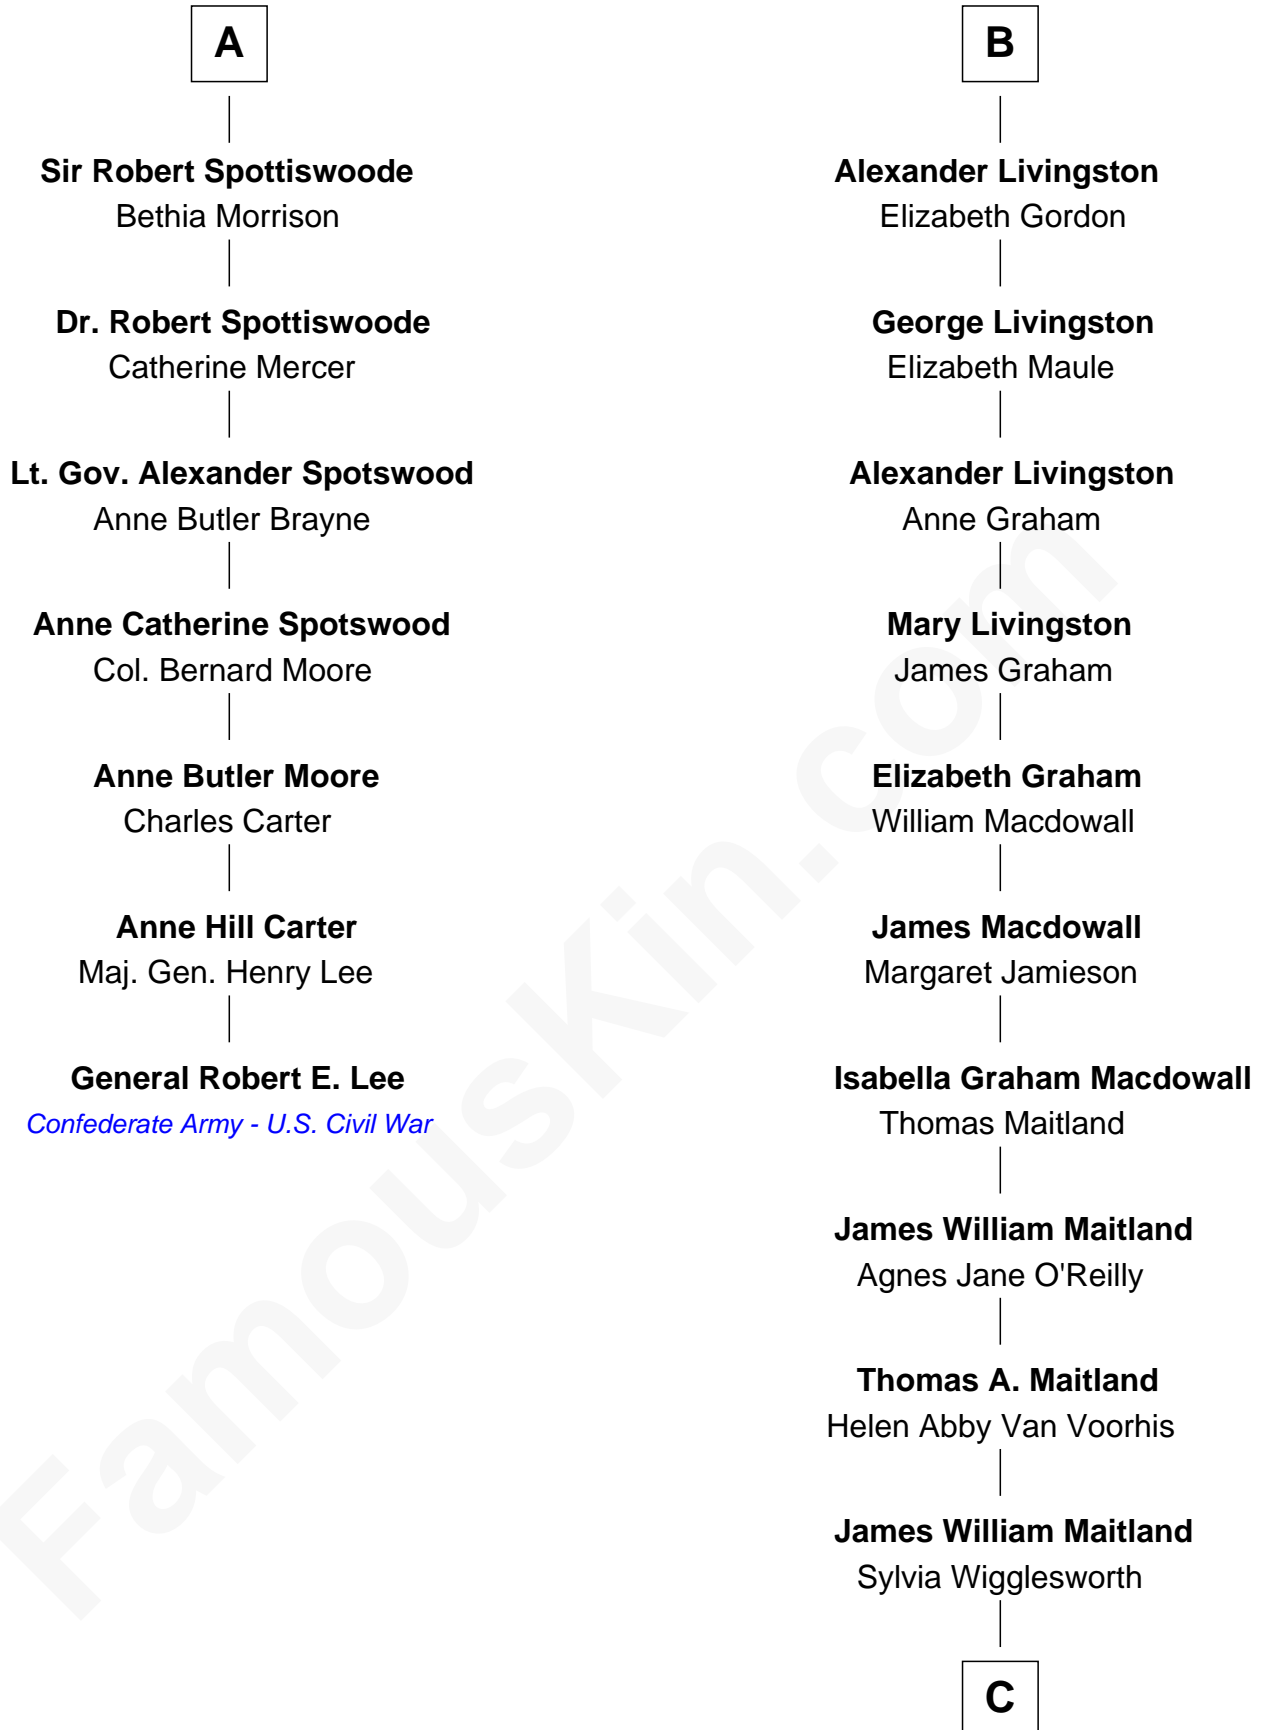 A
Sir Robert Spottiswoode
Bethia Morrison
Dr. Robert Spottiswoode
Catherine Mercer
Lt. Gov. Alexander Spotswood
Anne Butler Brayne
Anne Catherine Spotswood
Col. Bernard Moore
Anne Butler Moore
Charles Carter
Anne Hill Carter
Maj. Gen. Henry Lee
General Robert E. Lee
Confederate Army - U.S. Civil War
B
Alexander Livingston
Elizabeth Gordon
George Livingston
Elizabeth Maule
Alexander Livingston
Anne Graham
Mary Livingston
James Graham
Elizabeth Graham
William Macdowall
James Macdowall
Margaret Jamieson
Isabella Graham Macdowall
Thomas Maitland
James William Maitland
Agnes Jane O'Reilly
Thomas A. Maitland
Helen Abby Van Voorhis
James William Maitland
Sylvia Wigglesworth
C
FamousKin.com